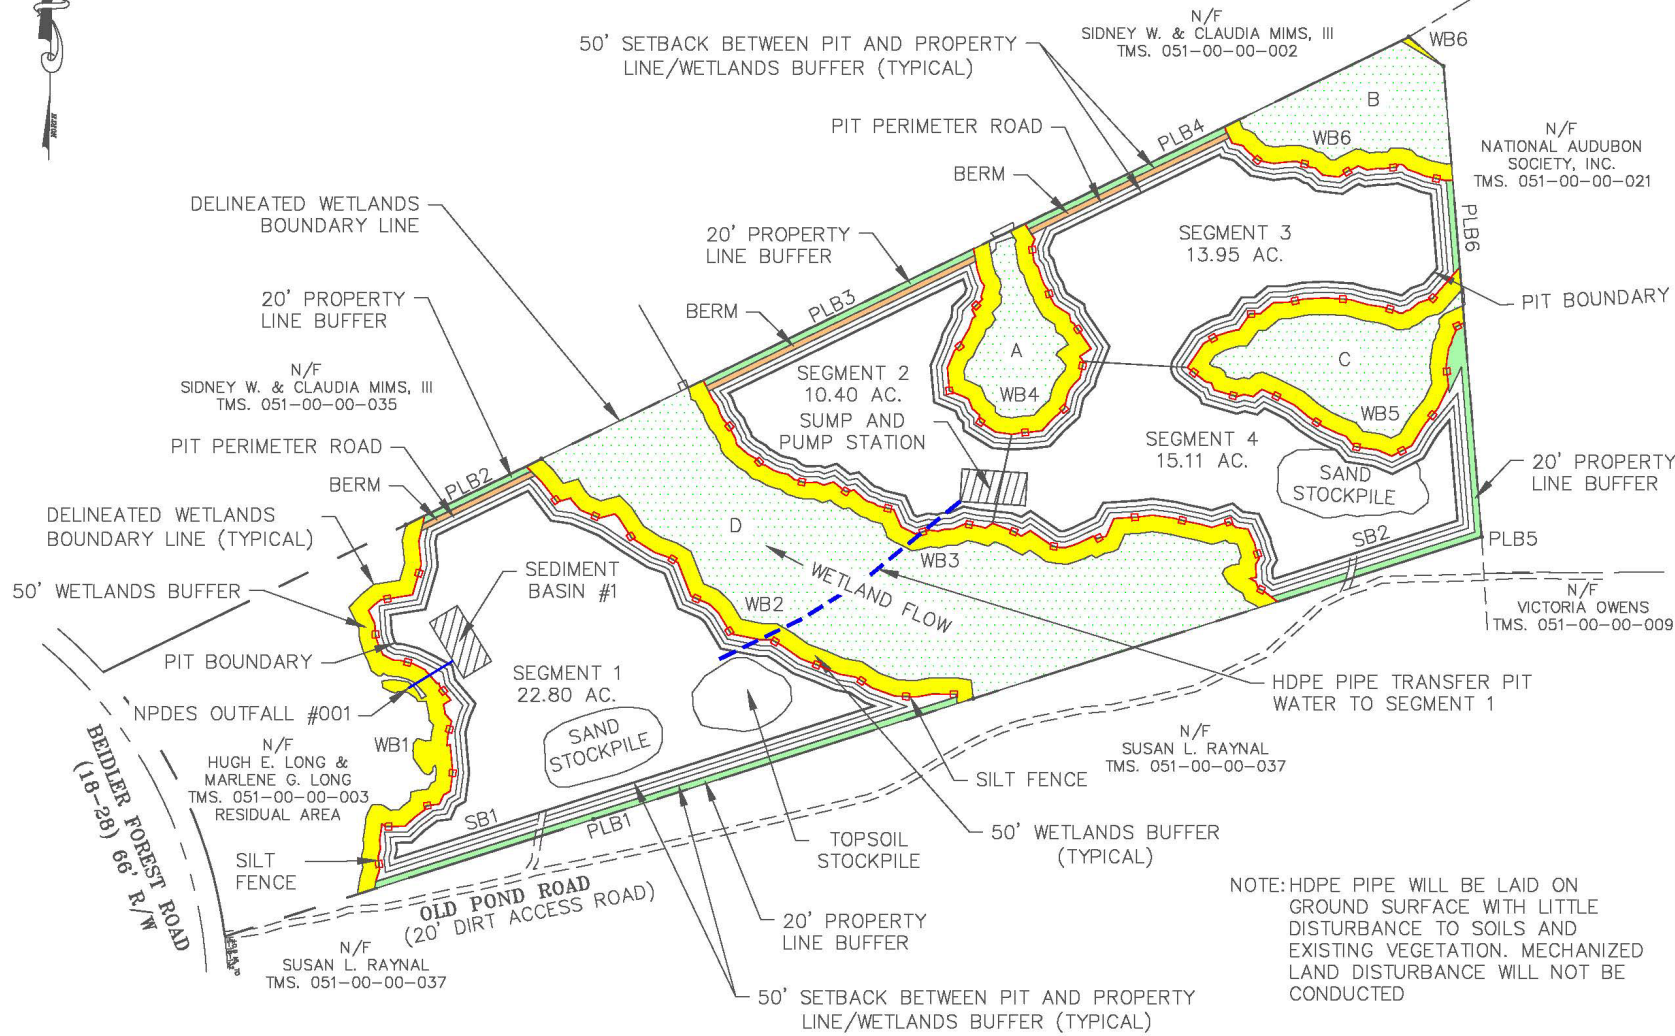 N/F
SIDNEY W. & CLAUDIA MIMS, III
TMS. 051-00-00-002
WB6
50' SETBACK BETWEEN PIT AND PROPERTY
LINE/WETLANDS BUFFER (TYPICAL)
B
PIT PERIMETER ROAD
PLB4
WB6
N/F
NATIONAL AUDUBON
SOCIETY, INC.
TMS. 051-00-00-021
BERM
DELINEATED WETLANDS
BOUNDARY LINE
20' PROPERTY
LINE BUFFER
SEGMENT 3
13.95 AC.
PLB6
20' PROPERTY
LINE BUFFER
PLB3
BERM
PIT BOUNDARY
N/F
SIDNEY W. & CLAUDIA MIMS, III
TMS. 051-00-00-035
A
C
SEGMENT 2
10.40 AC.
WB4
WB5
SUMP AND
PUMP STATION
SEGMENT 4
15.11 AC.
PIT PERIMETER ROAD
PLB2
BERM
SAND
STOCKPILE
20' PROPERTY
LINE BUFFER
DELINEATED WETLANDS
BOUNDARY LINE (TYPICAL)
D
SB2
PLB5
WB3
SEDIMENT
BASIN #1
WETLAND FLOW
50' WETLANDS BUFFER
WB2
N/F
VICTORIA OWENS
TMS. 051-00-00-009
PIT BOUNDARY
SEGMENT 1
22.80 AC.
HDPE PIPE TRANSFER PIT
WATER TO SEGMENT 1
NPDES OUTFALL #001
WB1
SAND
STOCKPILE
N/F
SUSAN L. RAYNAL
TMS. 051-00-00-037
BEIDLER FOREST ROAD
(18-28) 66' R/W
N/F
HUGH E. LONG &
MARLENE G. LONG
TMS. 051-00-00-003
RESIDUAL AREA
SILT FENCE
SB1
PLB1
50' WETLANDS BUFFER
(TYPICAL)
TOPSOIL
STOCKPILE
SILT
FENCE
OLD POND ROAD
(20' DIRT ACCESS ROAD)
20' PROPERTY
LINE BUFFER
N/F
SUSAN L. RAYNAL
TMS. 051-00-00-037
50' SETBACK BETWEEN PIT AND PROPERTY
LINE/WETLANDS BUFFER (TYPICAL)
NOTE: HDPE PIPE WILL BE LAID ON
GROUND SURFACE WITH LITTLE
DISTURBANCE TO SOILS AND
EXISTING VEGETATION. MECHANIZED
LAND DISTURBANCE WILL NOT BE
CONDUCTED